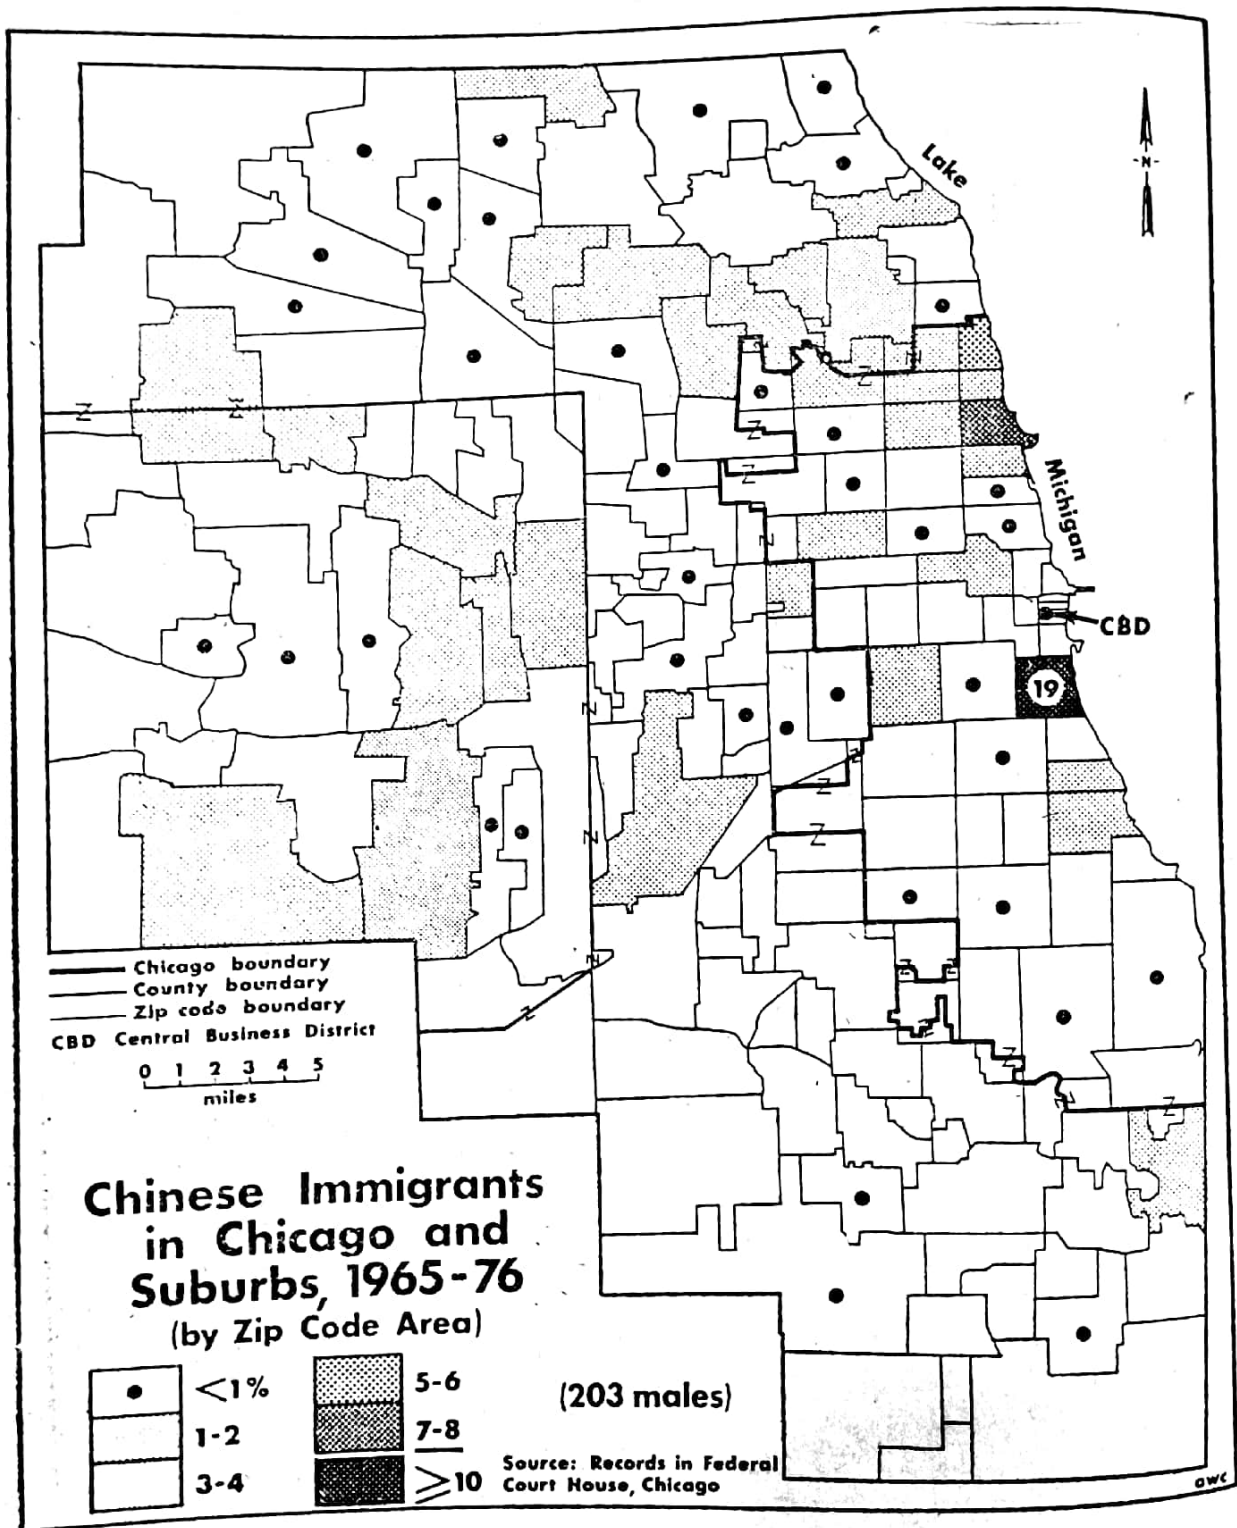 Lake
-N-
Michigan
CBD
19
Chicago boundary
County boundary
Zip code boundary
CBD Central Business District
0 1 2 3 4 5
miles
Chinese Immigrants
in Chicago and
Suburbs, 1965-76
(by Zip Code Area)
<1%
1-2
3-4
5-6
7-8
≥10
(203 males)
Source: Records in Federal
Court House, Chicago
awc